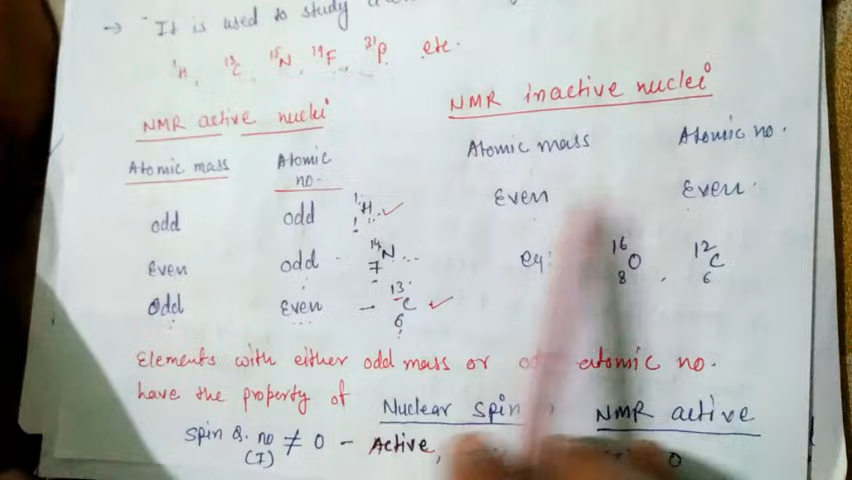 → It is used to study
¹H, ¹³C, ¹⁵N, ¹⁹F, ³¹P etc.
NMR active nuclei
Atomic mass Atomic no.
odd odd ¹₁H
Even odd ¹⁴₇N
Odd Even – ¹³₆C
NMR inactive nuclei
Atomic mass Atomic no.
Even Even
eg: ¹⁶₈O, ¹²₆C
Elements with either odd mass or atomic no.
have the property of Nuclear spin NMR active
spin Q. no (I) ≠ 0 – Active,